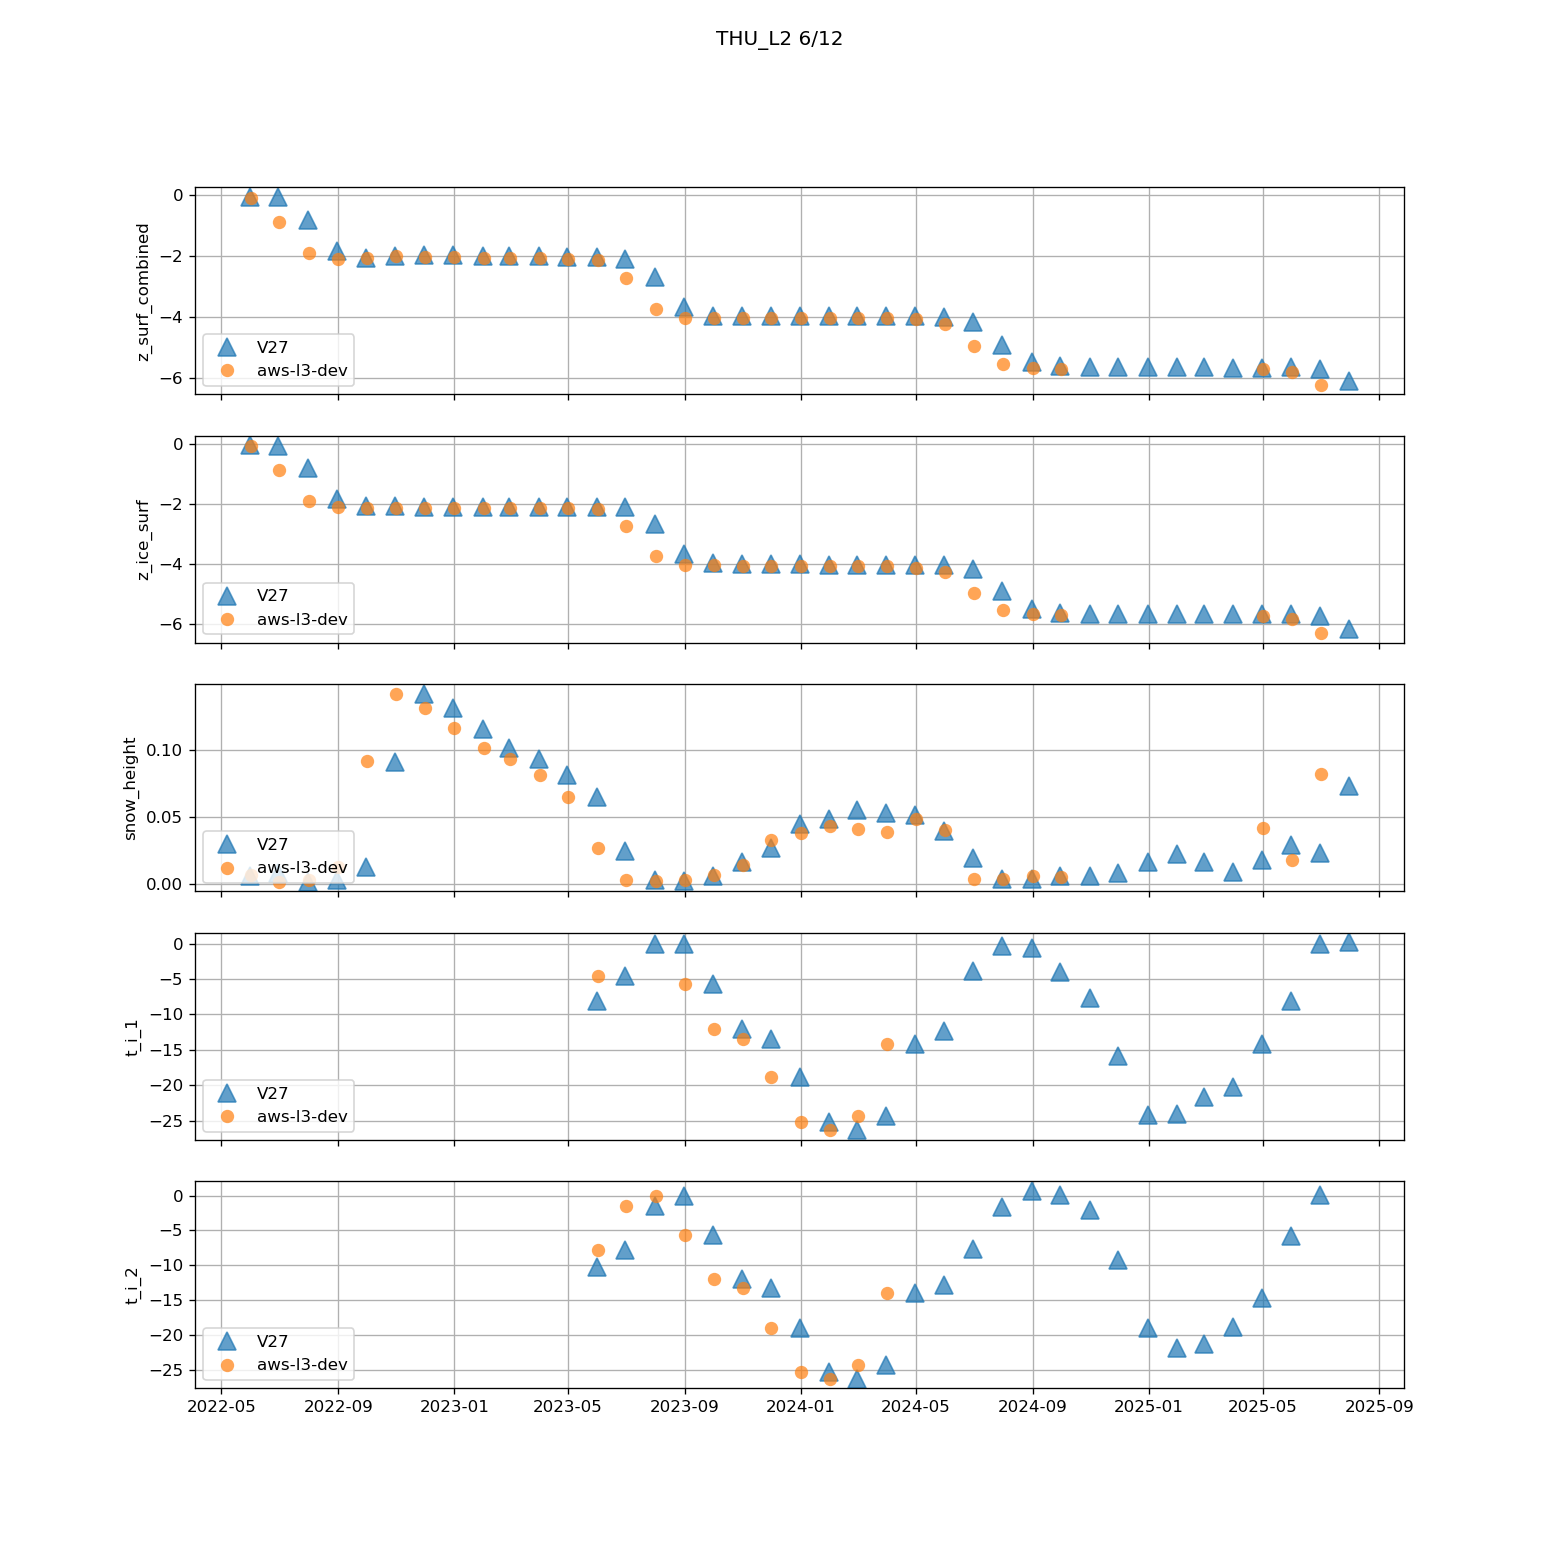 THU_L2 6/12
z_surf_combined
0
−2
−4
−6
V27
aws-l3-dev
z_ice_surf
0
−2
−4
−6
V27
aws-l3-dev
snow_height
0.10
0.05
0.00
V27
aws-l3-dev
t_i_1
0
−5
−10
−15
−20
−25
V27
aws-l3-dev
t_i_2
0
−5
−10
−15
−20
−25
V27
aws-l3-dev
2022-05 2022-09 2023-01 2023-05 2023-09 2024-01 2024-05 2024-09 2025-01 2025-05 2025-09